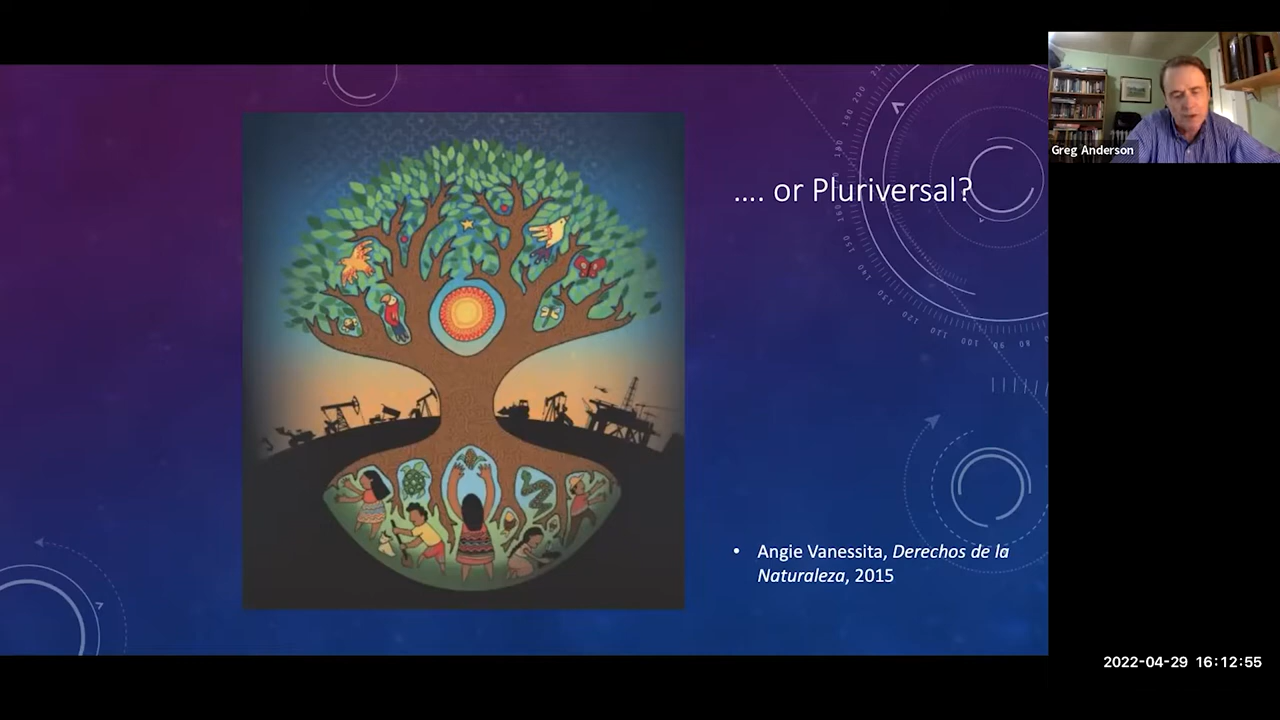 …. or Pluriversal?
Greg Anderson
• Angie Vanessita, Derechos de la
Naturaleza, 2015
2022-04-29 16:12:55